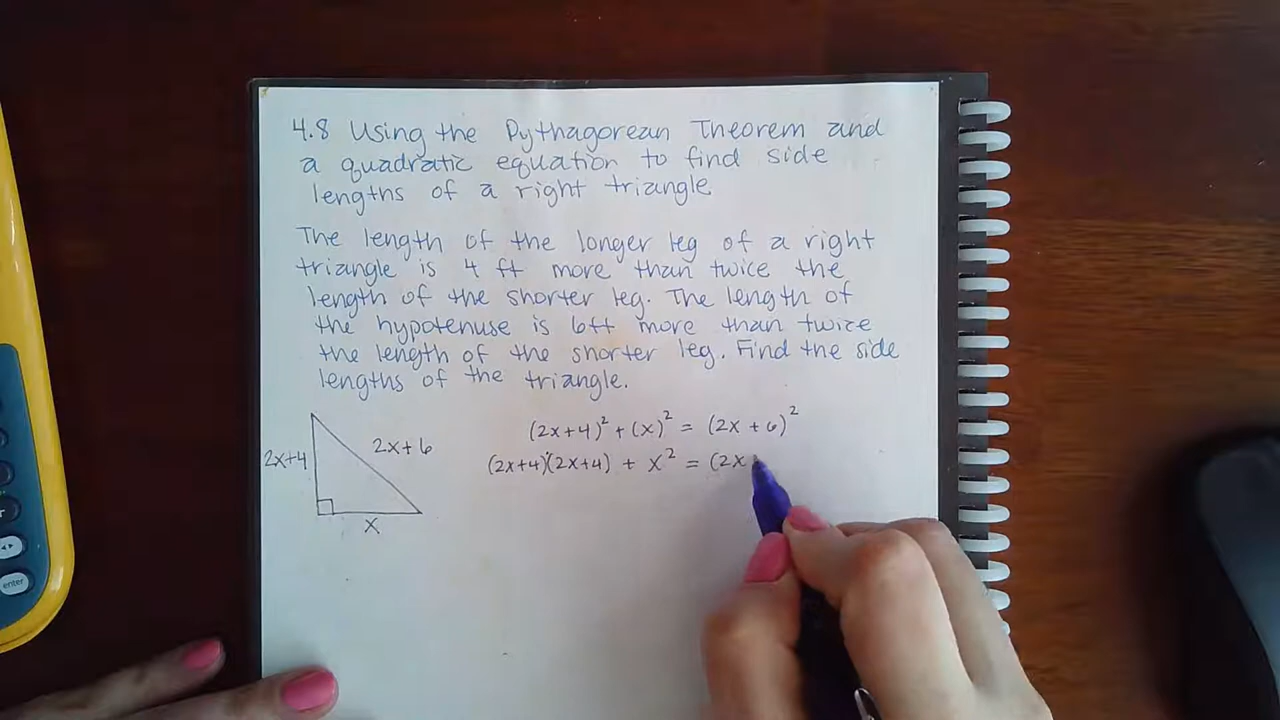 4.8 Using the Pythagorean Theorem and
a quadratic equation to find side
lengths of a right triangle
The length of the longer leg of a right
triangle is 4 ft more than twice the
length of the shorter leg. The length of
the hypotenuse is 6ft more than twice
the length of the shorter leg. Find the side
lengths of the triangle.
2x+4
2x+6
x
(2x+4)² + (x)² = (2x+6)²
(2x+4)(2x+4) + x² = (2x
enter